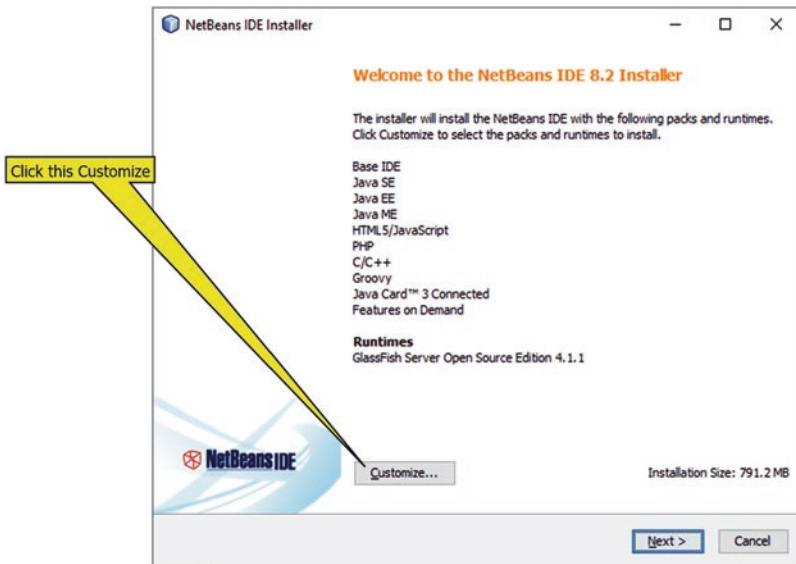 NetBeans IDE Installer
Welcome to the NetBeans IDE 8.2 Installer
The installer will install the NetBeans IDE with the following packs and runtimes.
Click Customize to select the packs and runtimes to install.
Click this Customize
Base IDE
Java SE
Java EE
Java ME
HTML5/JavaScript
PHP
C/C++
Groovy
Java Card™ 3 Connected
Features on Demand
Runtimes
GlassFish Server Open Source Edition 4.1.1
NetBeans IDE
Customize...
Installation Size: 791.2 MB
Next >
Cancel